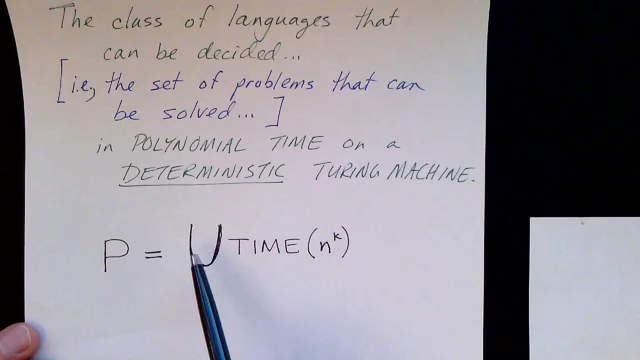 The class of languages that
can be decided...
[i.e., the set of problems that can
be solved... ]
in POLYNOMIAL TIME on a
DETERMINISTIC TURING MACHINE.
P = ⋃ TIME(n^k)